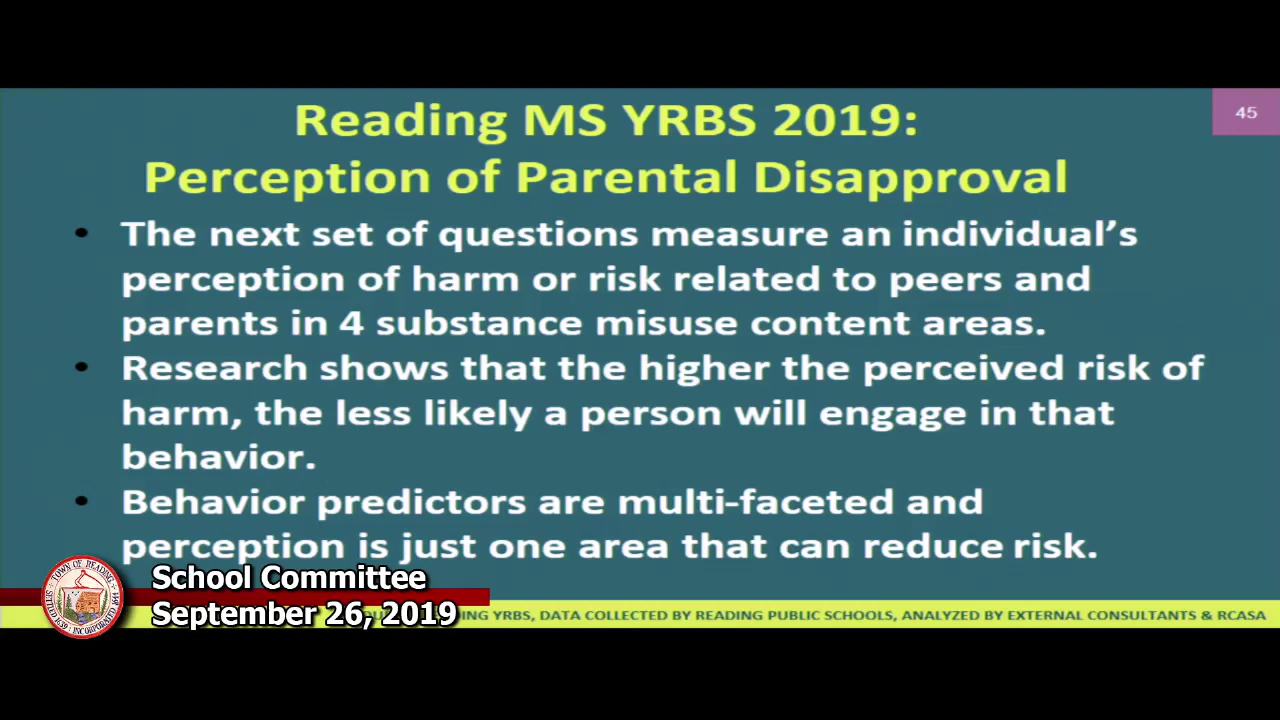 45
Reading MS YRBS 2019:
Perception of Parental Disapproval
• The next set of questions measure an individual’s
perception of harm or risk related to peers and
parents in 4 substance misuse content areas.
• Research shows that the higher the perceived risk of
harm, the less likely a person will engage in that
behavior.
• Behavior predictors are multi-faceted and
perception is just one area that can reduce risk.
TOWN OF READING
School Committee
September 26, 2019
YRBS, DATA COLLECTED BY READING PUBLIC SCHOOLS, ANALYZED BY EXTERNAL CONSULTANTS & RCASA